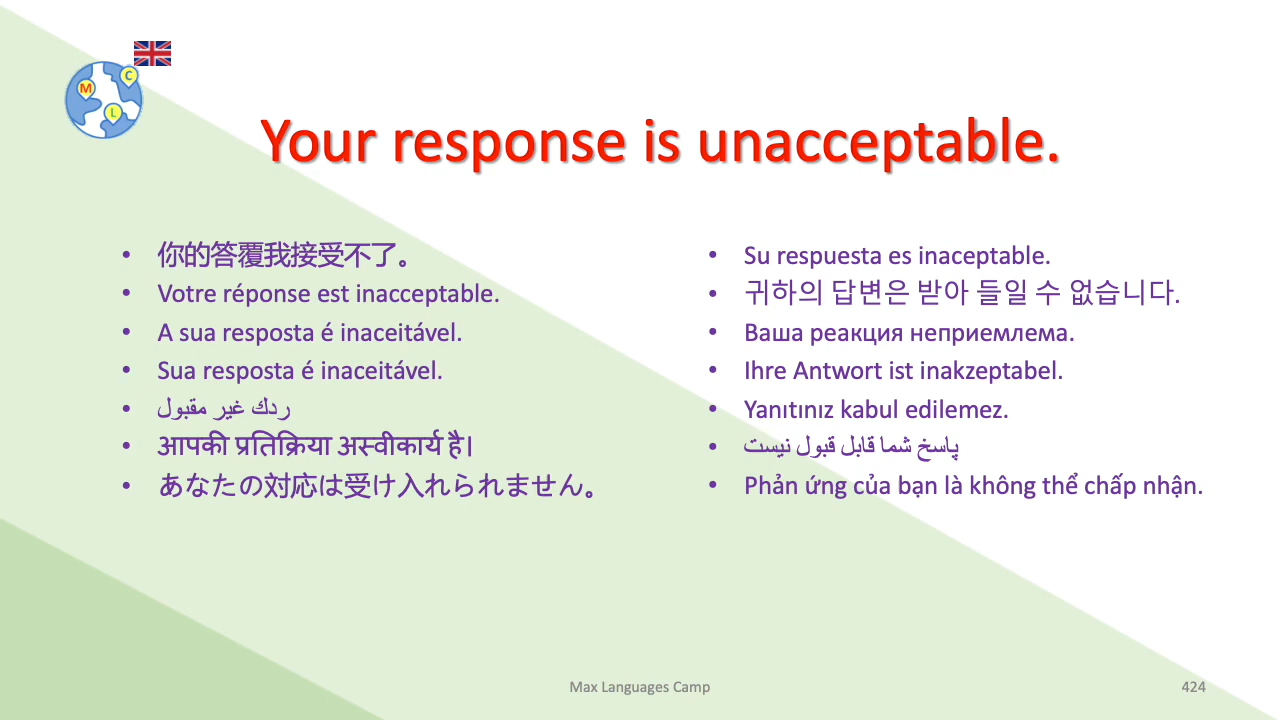 M
C
L
Your response is unacceptable.
• 你的答覆我接受不了。
• Votre réponse est inacceptable.
• A sua resposta é inaceitável.
• Sua resposta é inaceitável.
• ردك غير مقبول
• आपकी प्रतिक्रिया अस्वीकार्य है।
• あなたの対応は受け入れられません。
• Su respuesta es inaceptable.
• 귀하의 답변은 받아 들일 수 없습니다.
• Ваша реакция неприемлема.
• Ihre Antwort ist inakzeptabel.
• Yanıtınız kabul edilemez.
• پاسخ شما قابل قبول نیست
• Phản ứng của bạn là không thể chấp nhận.
Max Languages Camp
424